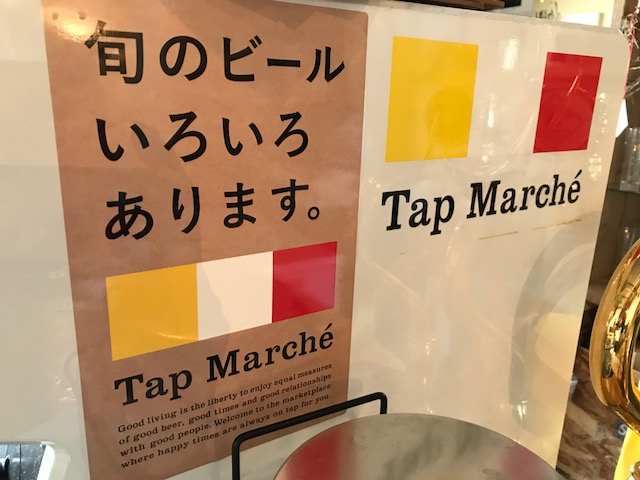 旬のビール
いろいろ
あります。
Tap Marché
Good living is the liberty to enjoy equal measures
of good beer, good times and good relationships
with good people. Welcome to the marketplace
where happy times are always on tap for you.
Tap Marché